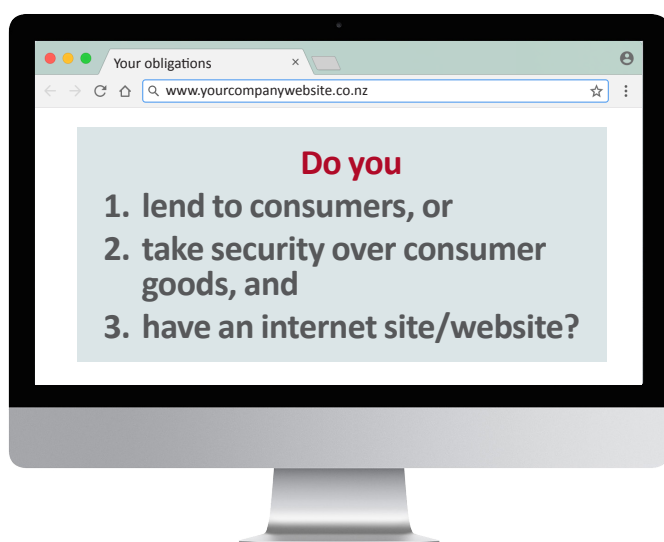 Your obligations
www.yourcompanywebsite.co.nz
Do you
1. lend to consumers, or
2. take security over consumer
goods, and
3. have an internet site/website?